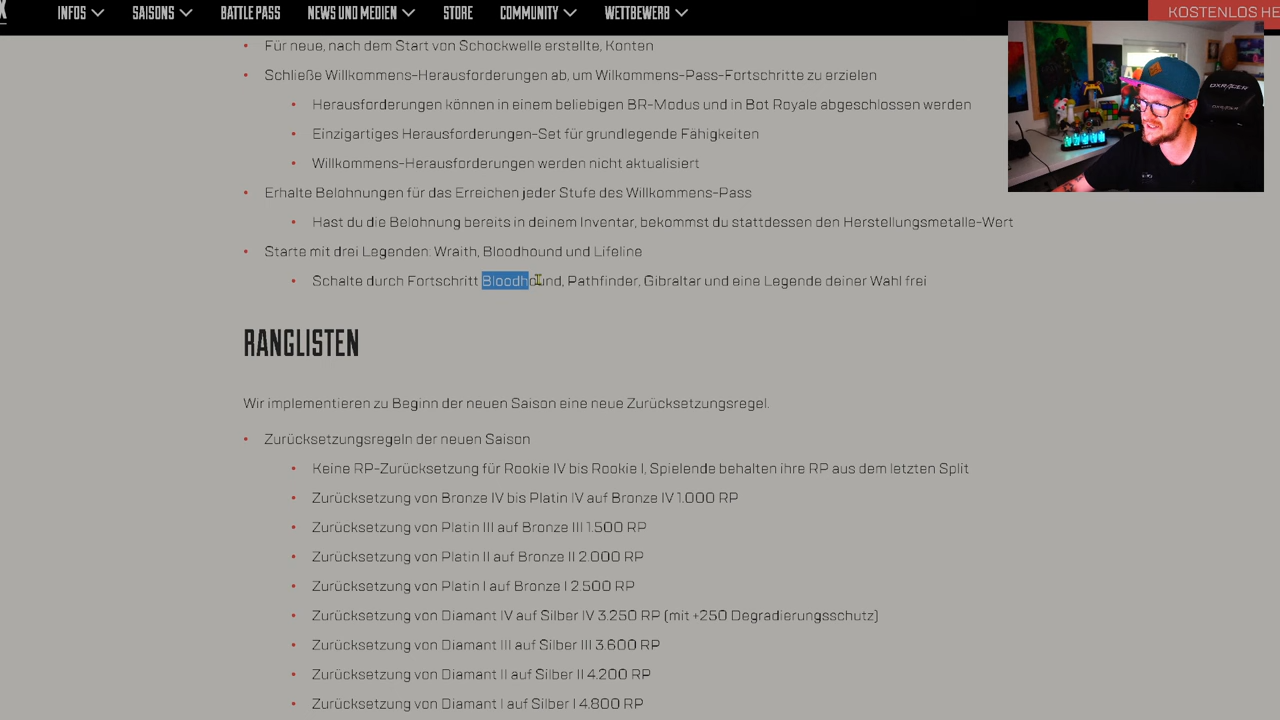 X
INFOS
SAISONS
BATTLE PASS
NEWS UND MEDIEN
STORE
COMMUNITY
WETTBEWERB
KOSTENLOS HE
Für neue, nach dem Start von Schockwelle erstellte, Konten
Schließe Willkommens-Herausforderungen ab, um Wilkommens-Pass-Fortschritte zu erzielen
Herausforderungen können in einem beliebigen BR-Modus und in Bot Royale abgeschlossen werden
Einzigartiges Herausforderungen-Set für grundlegende Fähigkeiten
Willkommens-Herausforderungen werden nicht aktualisiert
Erhalte Belohnungen für das Erreichen jeder Stufe des Willkommens-Pass
Hast du die Belohnung bereits in deinem Inventar, bekommst du stattdessen den Herstellungsmetalle-Wert
Starte mit drei Legenden: Wraith, Bloodhound und Lifeline
Schalte durch Fortschritt Bloodhound, Pathfinder, Gibraltar und eine Legende deiner Wahl frei
RANGLISTEN
Wir implementieren zu Beginn der neuen Saison eine neue Zurücksetzungsregel.
Zurücksetzungsregeln der neuen Saison
Keine RP-Zurücksetzung für Rookie IV bis Rookie I, Spielende behalten ihre RP aus dem letzten Split
Zurücksetzung von Bronze IV bis Platin IV auf Bronze IV 1.000 RP
Zurücksetzung von Platin III auf Bronze III 1.500 RP
Zurücksetzung von Platin II auf Bronze II 2.000 RP
Zurücksetzung von Platin I auf Bronze I 2.500 RP
Zurücksetzung von Diamant IV auf Silber IV 3.250 RP (mit +250 Degradierungsschutz)
Zurücksetzung von Diamant III auf Silber III 3.600 RP
Zurücksetzung von Diamant II auf Silber II 4.200 RP
Zurücksetzung von Diamant I auf Silber I 4.800 RP
DXRACER